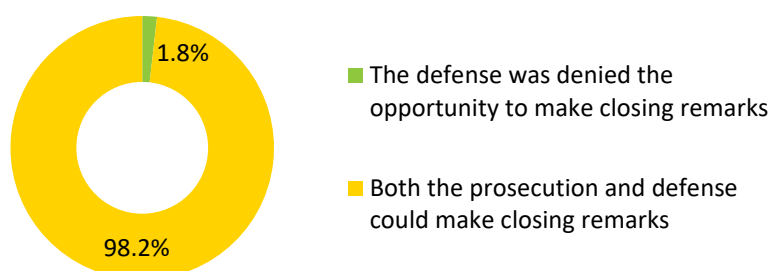 1.8%
The defense was denied the
opportunity to make closing remarks
Both the prosecution and defense
could make closing remarks
98.2%